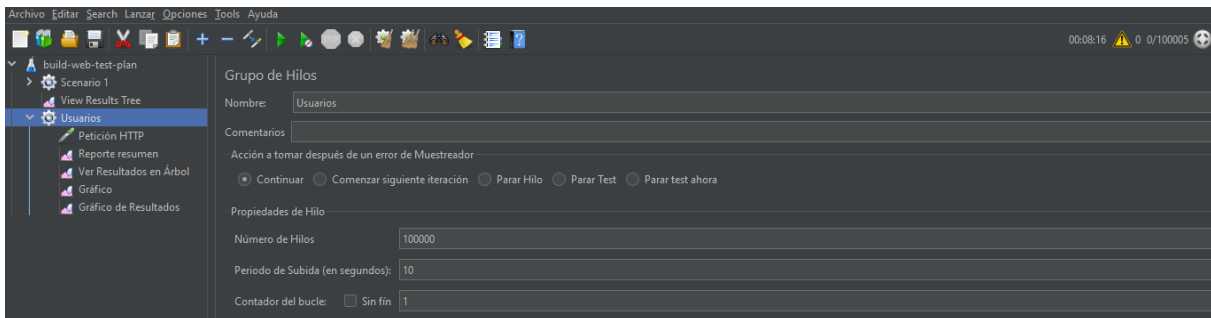 Archivo Editar Search Lanzar Opciones Tools Ayuda
00:08:16 0 0/100005
build-web-test-plan
Scenario 1
View Results Tree
Usuarios
Petición HTTP
Reporte resumen
Ver Resultados en Árbol
Gráfico
Gráfico de Resultados
Grupo de Hilos
Nombre: Usuarios
Comentarios
Acción a tomar después de un error de Muestreador
Continuar Comenzar siguiente iteración Parar Hilo Parar Test Parar test ahora
Propiedades de Hilo
Número de Hilos 100000
Periodo de Subida (en segundos): 10
Contador del bucle: Sin fín 1